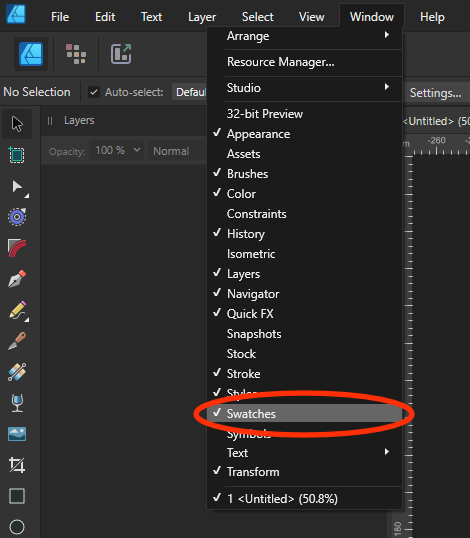 File Edit Text Layer Select View Window Help
No Selection Auto-select: Defau Settings...
Layers
Opacity: 100 % Normal
<Untitled> (50
-260
Arrange
Resource Manager...
Studio
32-bit Preview
Appearance
Assets
Brushes
Color
Constraints
History
Isometric
Layers
Navigator
Quick FX
Snapshots
Stock
Stroke
Styles
Swatches
Symbols
Text
Transform
1 <Untitled> (50.8%)
180